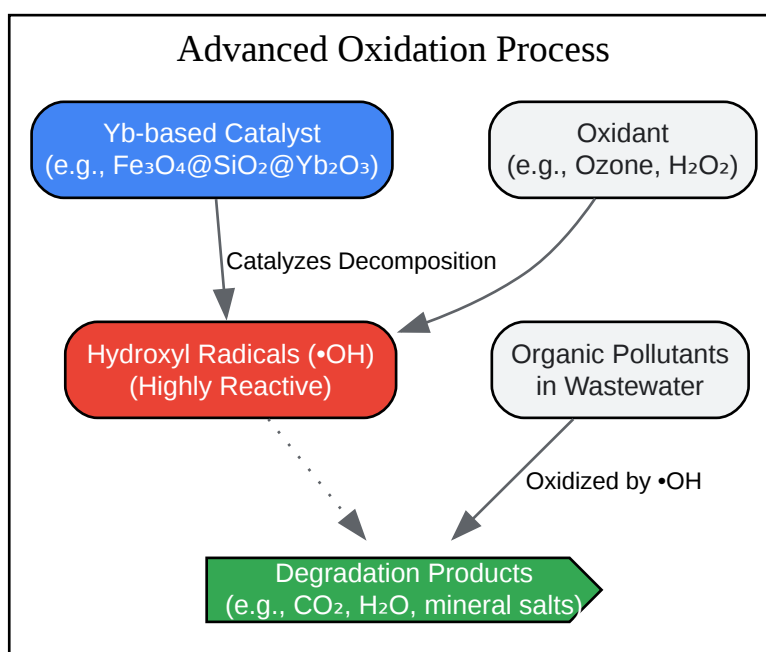 Advanced Oxidation Process
Yb-based Catalyst
(e.g., Fe₃O₄@SiO₂@Yb₂O₃)
Oxidant
(e.g., Ozone, H₂O₂)
Catalyzes Decomposition
Hydroxyl Radicals (•OH)
(Highly Reactive)
Organic Pollutants
in Wastewater
Oxidized by •OH
Degradation Products
(e.g., CO₂, H₂O, mineral salts)